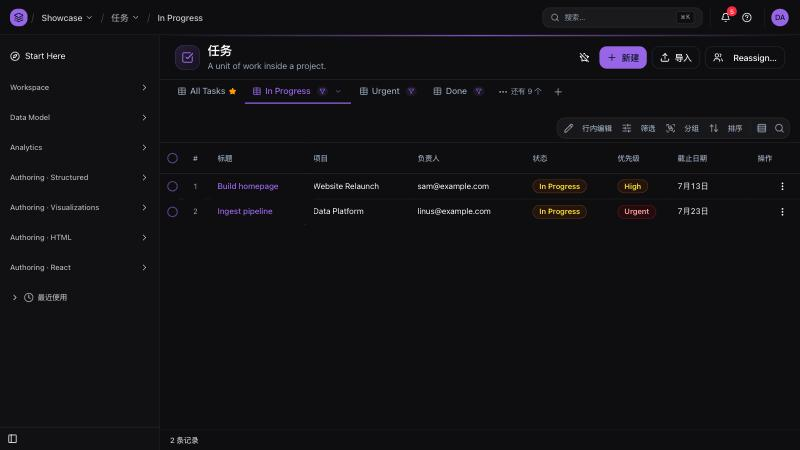 Showcase / 任务 / In Progress
搜索... ⌘K
5
DA
Start Here
Workspace
Data Model
Analytics
Authoring · Structured
Authoring · Visualizations
Authoring · HTML
Authoring · React
最近使用
任务
A unit of work inside a project.
新建 导入 Reassign...
All Tasks In Progress Urgent Done 还有 9 个
行内编辑 筛选 分组 排序
# 标题 项目 负责人 状态 优先级 截止日期 操作
1 Build homepage Website Relaunch sam@example.com In Progress High 7月13日
2 Ingest pipeline Data Platform linus@example.com In Progress Urgent 7月23日
2 条记录